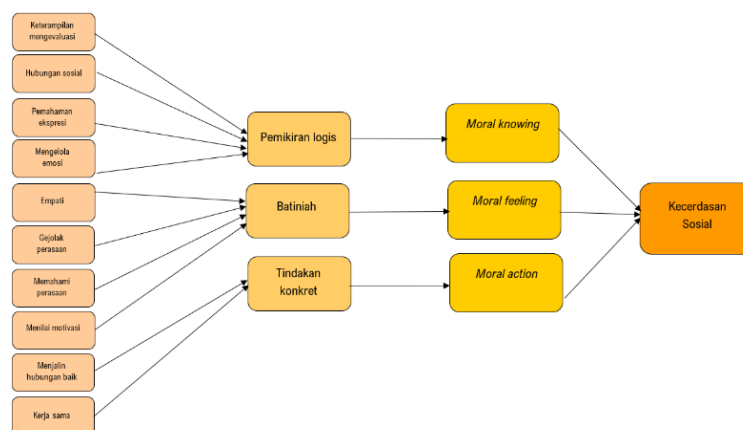 Keterampilan
mengevaluasi
Hubungan sosial
Pemahaman
ekspresi
Mengelola
emosi
Empati
Gejolak
perasaan
Memahami
perasaan
Menilai motivasi
Menjalin
hubungan baik
Kerja sama
Pemikiran logis
Batiniah
Tindakan
konkret
Moral knowing
Moral feeling
Moral action
Kecerdasan
Sosial